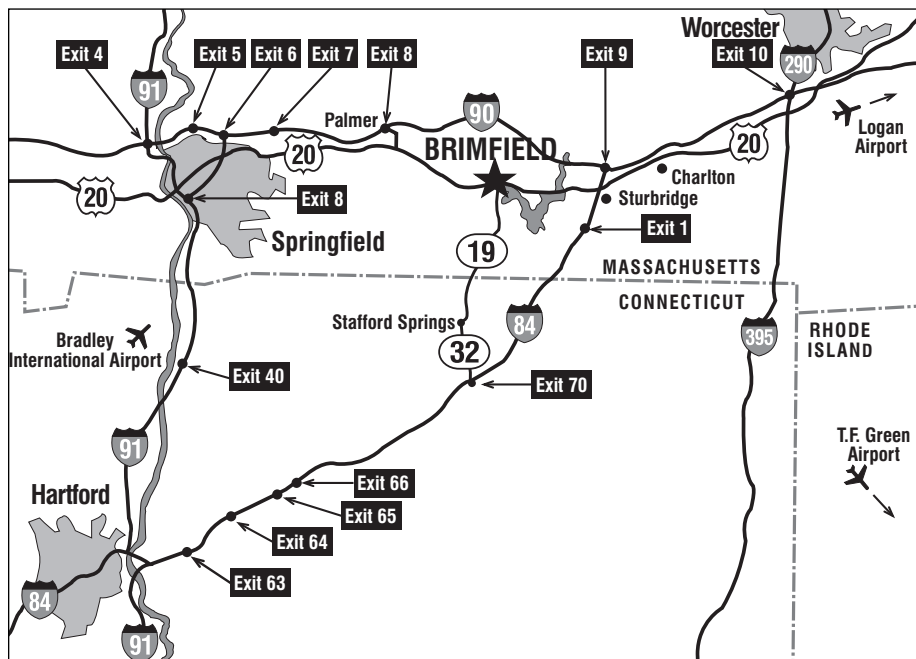 Worcester
Exit 4
Exit 5
Exit 6
Exit 7
Exit 8
Exit 9
Exit 10
91
290
90
Palmer
BRIMFIELD
20
20
20
Logan
Airport
Charlton
Sturbridge
Exit 8
Exit 1
Springfield
19
MASSACHUSETTS
CONNECTICUT
Stafford Springs
84
Bradley
International Airport
32
395
RHODE
ISLAND
Exit 40
Exit 70
91
T.F. Green
Airport
Hartford
Exit 66
Exit 65
Exit 64
Exit 63
84
91